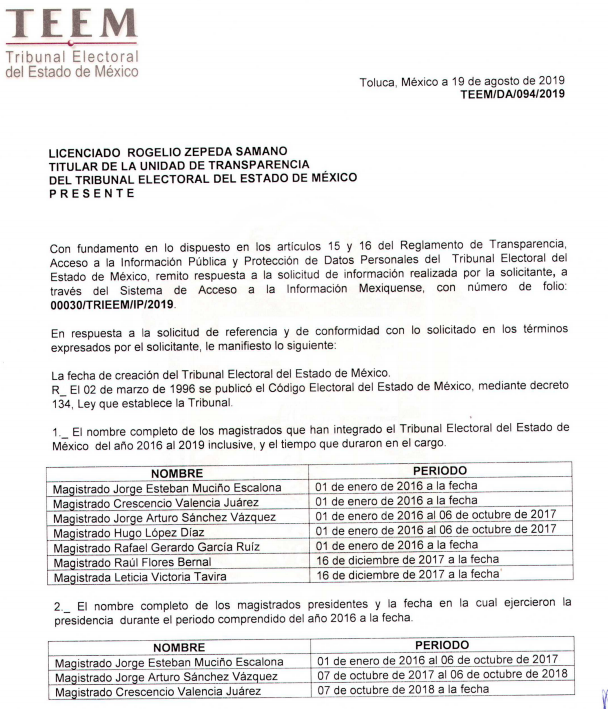 TEEM
Tribunal Electoral
del Estado de México
Toluca, México a 19 de agosto de 2019
TEEM/DA/094/2019
LICENCIADO ROGELIO ZEPEDA SAMANO
TITULAR DE LA UNIDAD DE TRANSPARENCIA
DEL TRIBUNAL ELECTORAL DEL ESTADO DE MÉXICO
P R E S E N T E
Con fundamento en lo dispuesto en los artículos 15 y 16 del Reglamento de Transparencia,
Acceso a la Información Pública y Protección de Datos Personales del Tribunal Electoral del
Estado de México, remito respuesta a la solicitud de información realizada por la solicitante, a
través del Sistema de Acceso a la Información Mexiquense, con número de folio:
00030/TRIEEM/IP/2019.
En respuesta a la solicitud de referencia y de conformidad con lo solicitado en los términos
expresados por el solicitante, le manifiesto lo siguiente:
La fecha de creación del Tribunal Electoral del Estado de México.
R_ El 02 de marzo de 1996 se publicó el Código Electoral del Estado de México, mediante decreto
134, Ley que establece la Tribunal.
1._ El nombre completo de los magistrados que han integrado el Tribunal Electoral del Estado de
México del año 2016 al 2019 inclusive, y el tiempo que duraron en el cargo.
NOMBRE PERIODO
Magistrado Jorge Esteban Muciño Escalona 01 de enero de 2016 a la fecha
Magistrado Crescencio Valencia Juárez 01 de enero de 2016 a la fecha
Magistrado Jorge Arturo Sánchez Vázquez 01 de enero de 2016 al 06 de octubre de 2017
Magistrado Hugo López Díaz 01 de enero de 2016 al 06 de octubre de 2017
Magistrado Rafael Gerardo García Ruíz 01 de enero de 2016 a la fecha
Magistrado Raúl Flores Bernal 16 de diciembre de 2017 a la fecha
Magistrada Leticia Victoria Tavira 16 de diciembre de 2017 a la fecha
2._ El nombre completo de los magistrados presidentes y la fecha en la cual ejercieron la
presidencia durante el periodo comprendido del año 2016 a la fecha.
NOMBRE PERIODO
Magistrado Jorge Esteban Muciño Escalona 01 de enero de 2016 al 06 de octubre de 2017
Magistrado Jorge Arturo Sánchez Vázquez 07 de octubre de 2017 al 06 de octubre de 2018
Magistrado Crescencio Valencia Juárez 07 de octubre de 2018 a la fecha